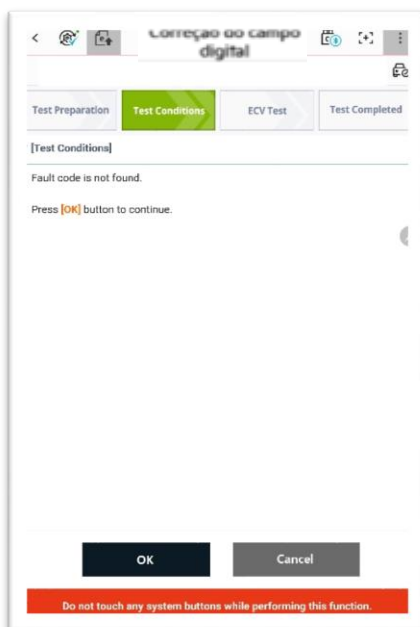 Correção do campo
digital
Test Preparation
Test Conditions
ECV Test
Test Completed
[Test Conditions]
Fault code is not found.
Press [OK] button to continue.
OK
Cancel
Do not touch any system buttons while performing this function.